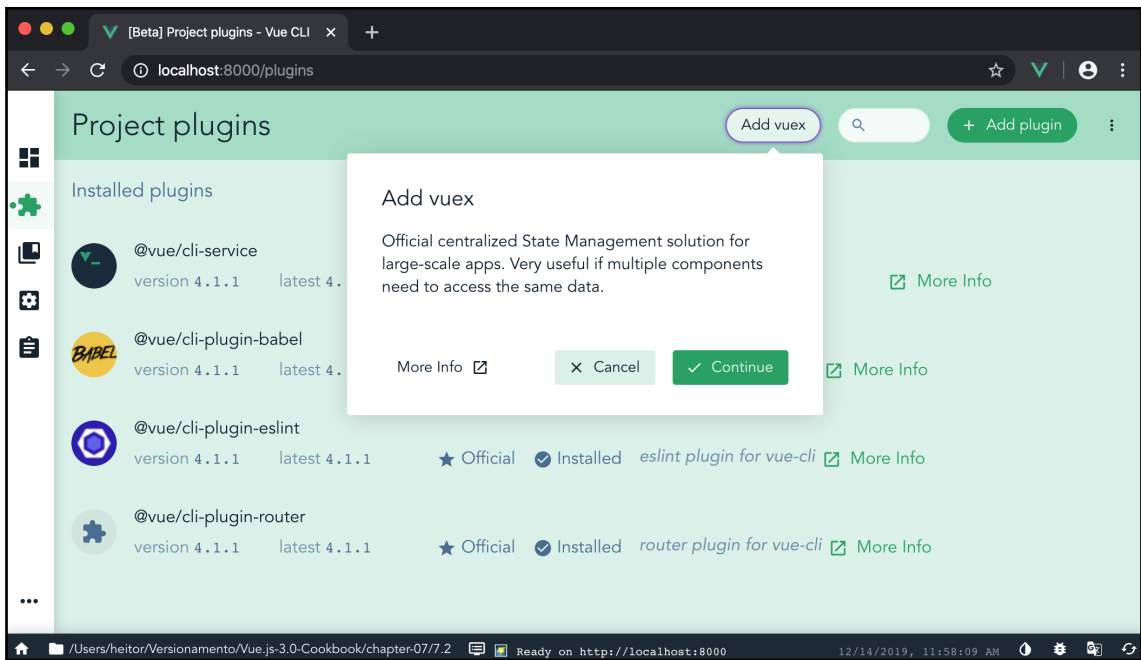 [Beta] Project plugins - Vue CLI
localhost:8000/plugins
Project plugins
Add vuex
+ Add plugin
Installed plugins
Add vuex
Official centralized State Management solution for
large-scale apps. Very useful if multiple components
need to access the same data.
More Info
Cancel
Continue
@vue/cli-service
version 4.1.1 latest 4.
More Info
BABEL
@vue/cli-plugin-babel
version 4.1.1 latest 4.
More Info
@vue/cli-plugin-eslint
version 4.1.1 latest 4.1.1 Official Installed eslint plugin for vue-cli More Info
@vue/cli-plugin-router
version 4.1.1 latest 4.1.1 Official Installed router plugin for vue-cli More Info
/Users/heitor/Versionamento/Vue.js-3.0-Cookbook/chapter-07/7.2 Ready on http://localhost:8000 12/14/2019, 11:58:09 AM